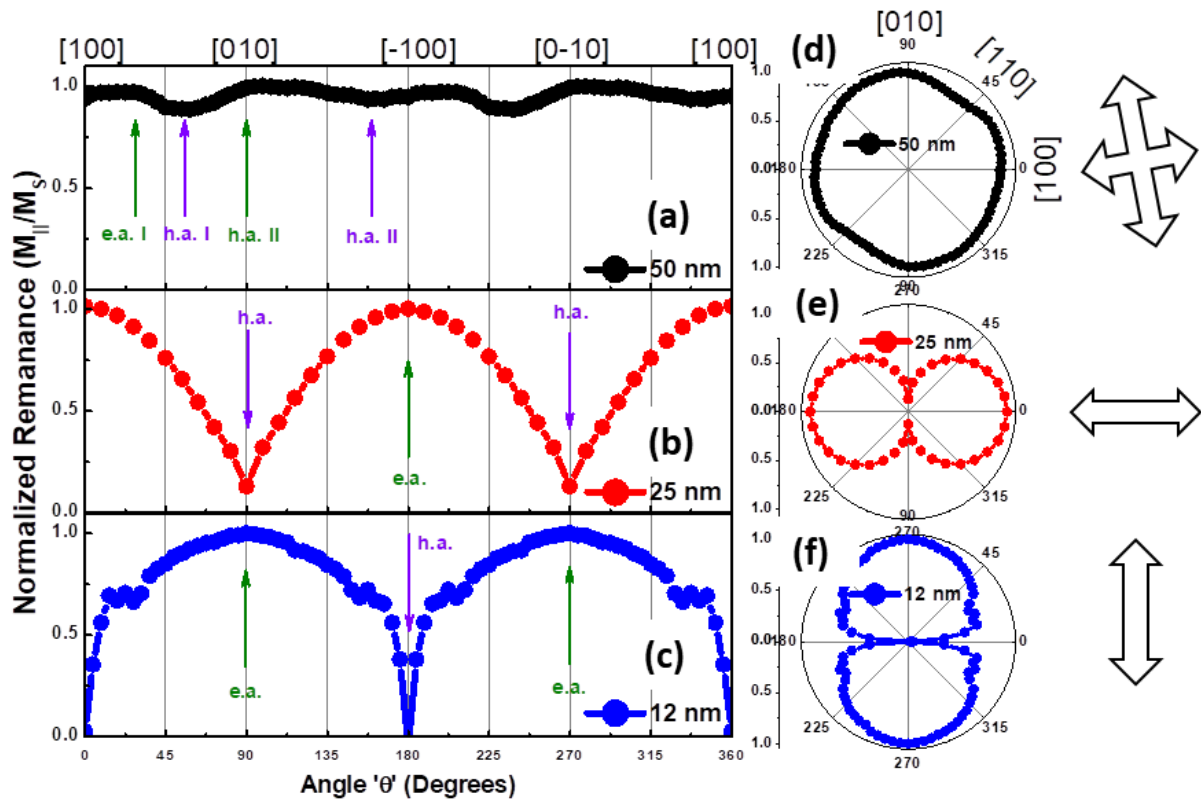 [100] [010] [-100] [0-10] [100]
1.0
0.5
0.0
e.a. I h.a. I h.a. II h.a. II
(a)
50 nm
1.0
0.5
0.0
h.a. h.a.
e.a.
(b)
25 nm
1.0
0.5
0.0
h.a.
e.a. e.a.
(c)
12 nm
0 45 90 135 180 225 270 315 360
Angle 'θ' (Degrees)
Normalized Remanance (M||/MS)
(d)
[010]
[110]
[100]
90
45
0
315
270
225
180
1.0
0.5
0.0
0.5
1.0
50 nm
(e)
90
45
0
315
270
225
180
1.0
0.5
0.0
0.5
1.0
25 nm
(f)
90
45
0
315
270
225
180
1.0
0.5
0.0
0.5
1.0
12 nm